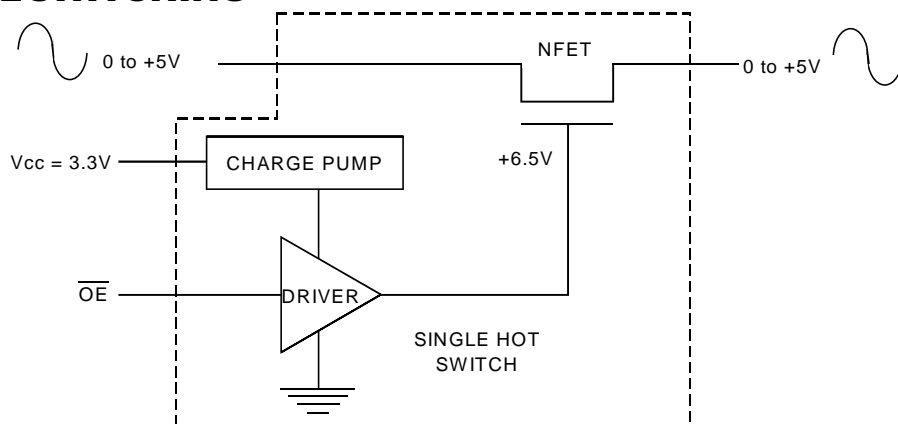 NFET
0 to +5V
0 to +5V
+6.5V
Vcc = 3.3V
CHARGE PUMP
OE
DRIVER
SINGLE HOT
SWITCH